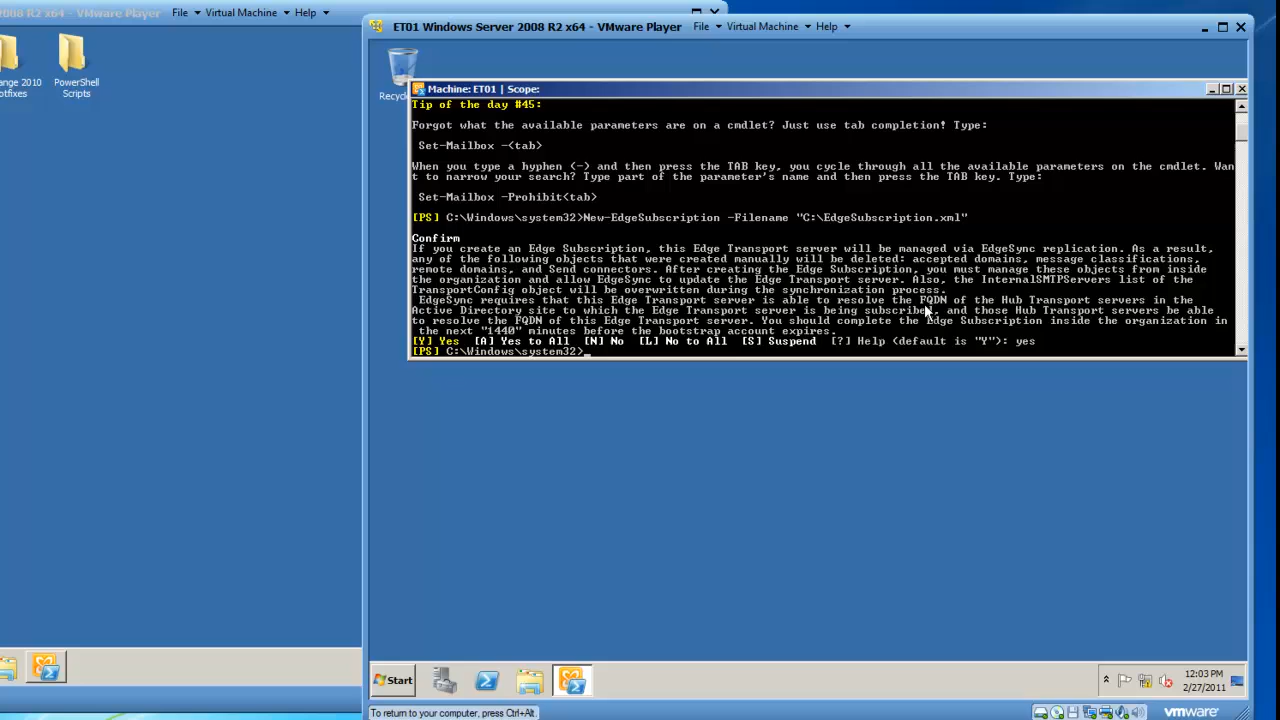 2008 R2 x64 - VMware Player File Virtual Machine Help
ange 2010
otfixes
PowerShell
Scripts
ET01 Windows Server 2008 R2 x64 - VMware Player File Virtual Machine Help
Recyc
Machine: ET01 | Scope:
Tip of the day #45:
Forgot what the available parameters are on a cmdlet? Just use tab completion! Type:
Set-Mailbox -<tab>
When you type a hyphen (-) and then press the TAB key, you cycle through all the available parameters on the cmdlet. Wan
t to narrow your search? Type part of the parameter's name and then press the TAB key. Type:
Set-Mailbox -Prohibit<tab>
[PS] C:\Windows\system32>New-EdgeSubscription -Filename "C:\EdgeSubscription.xml"
Confirm
If you create an Edge Subscription, this Edge Transport server will be managed via EdgeSync replication. As a result,
any of the following objects that were created manually will be deleted: accepted domains, message classifications,
remote domains, and Send connectors. After creating the Edge Subscription, you must manage these objects from inside
the organization and allow EdgeSync to update the Edge Transport server. Also, the InternalSMTPServers list of the
TransportConfig object will be overwritten during the synchronization process.
EdgeSync requires that this Edge Transport server is able to resolve the FQDN of the Hub Transport servers in the
Active Directory site to which the Edge Transport server is being subscribed, and those Hub Transport servers be able
to resolve the FQDN of this Edge Transport server. You should complete the Edge Subscription inside the organization in
the next "1440" minutes before the bootstrap account expires.
[Y] Yes [A] Yes to All [N] No [L] No to All [S] Suspend [?] Help (default is "Y"): yes
[PS] C:\Windows\system32>_
Start
12:03 PM
2/27/2011
To return to your computer, press Ctrl+Alt.
vmware